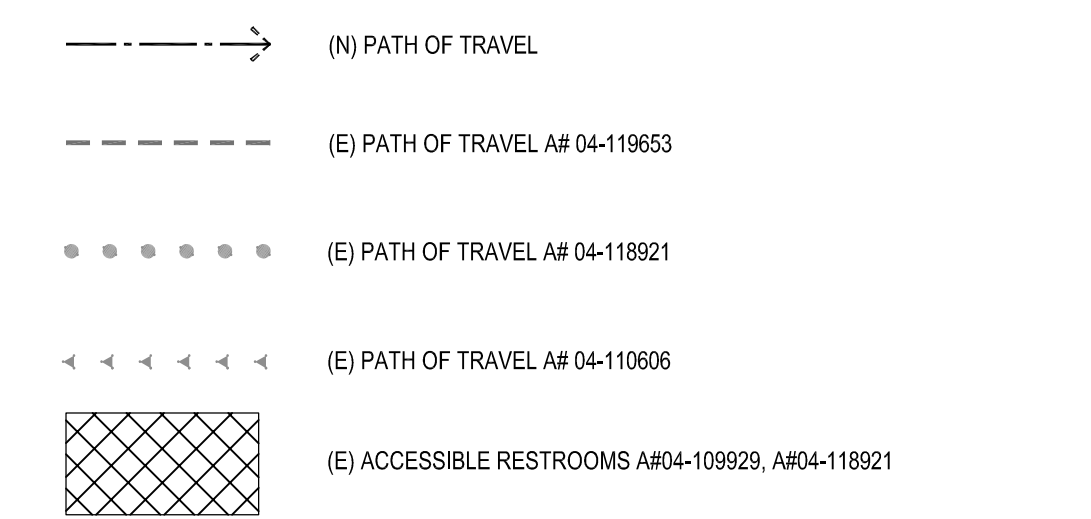 (N) PATH OF TRAVEL
(E) PATH OF TRAVEL A# 04-119653
(E) PATH OF TRAVEL A# 04-118921
(E) PATH OF TRAVEL A# 04-110606
(E) ACCESSIBLE RESTROOMS A#04-109929, A#04-118921